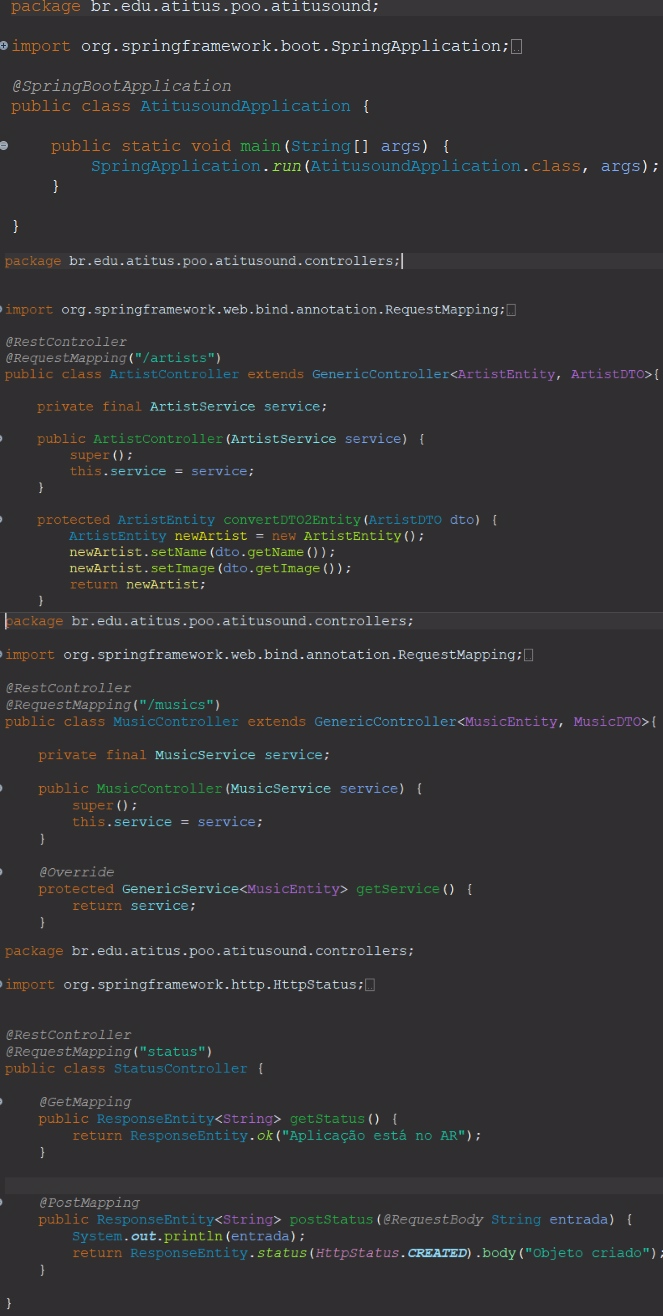 package br.edu.atitus.poo.atitusound;
import org.springframework.boot.SpringApplication;
@SpringBootApplication
public class AtitusoundApplication {
public static void main(String[] args) {
SpringApplication.run(AtitusoundApplication.class, args);
}
}
package br.edu.atitus.poo.atitusound.controllers;
import org.springframework.web.bind.annotation.RequestMapping;
@RestController
@RequestMapping("/artists")
public class ArtistController extends GenericController<ArtistEntity, ArtistDTO>{
private final ArtistService service;
public ArtistController(ArtistService service) {
super();
this.service = service;
}
protected ArtistEntity convertDTO2Entity(ArtistDTO dto) {
ArtistEntity newArtist = new ArtistEntity();
newArtist.setName(dto.getName());
newArtist.setImage(dto.getImage());
return newArtist;
}
package br.edu.atitus.poo.atitusound.controllers;
import org.springframework.web.bind.annotation.RequestMapping;
@RestController
@RequestMapping("/musics")
public class MusicController extends GenericController<MusicEntity, MusicDTO>{
private final MusicService service;
public MusicController(MusicService service) {
super();
this.service = service;
}
@Override
protected GenericService<MusicEntity> getService() {
return service;
}
package br.edu.atitus.poo.atitusound.controllers;
import org.springframework.http.HttpStatus;
@RestController
@RequestMapping("status")
public class StatusController {
@GetMapping
public ResponseEntity<String> getStatus() {
return ResponseEntity.ok("Aplicação está no AR");
}
@PostMapping
public ResponseEntity<String> postStatus(@RequestBody String entrada) {
System.out.println(entrada);
return ResponseEntity.status(HttpStatus.CREATED).body("Objeto criado");
}
}